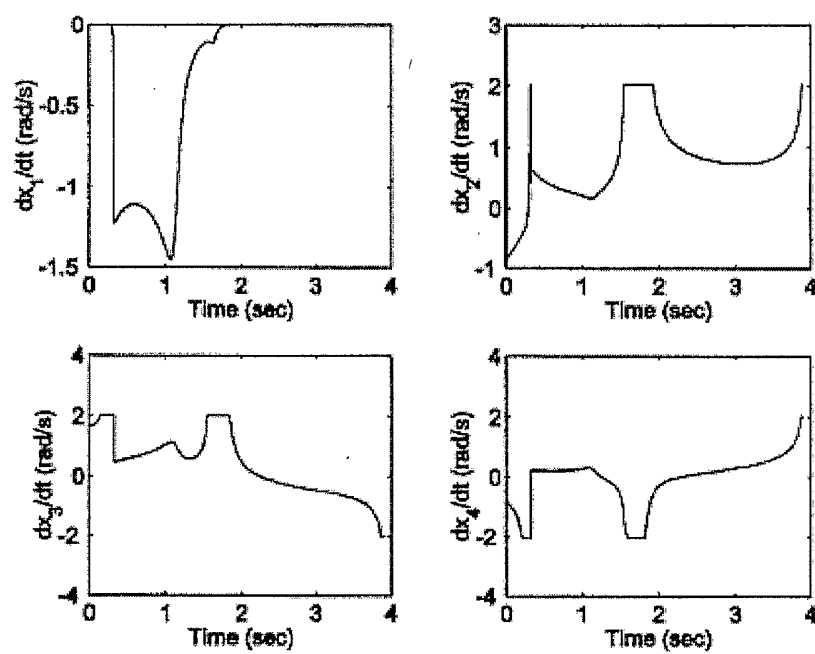 0
-0.5
-1
-1.5
dx1/dt (rad/s)
0 1 2 3 4
Time (sec)
3
2
1
0
-1
dx2/dt (rad/s)
0 1 2 3 4
Time (sec)
4
2
0
-2
-4
dx3/dt (rad/s)
0 1 2 3 4
Time (sec)
4
2
0
-2
-4
dx4/dt (rad/s)
0 1 2 3 4
Time (sec)